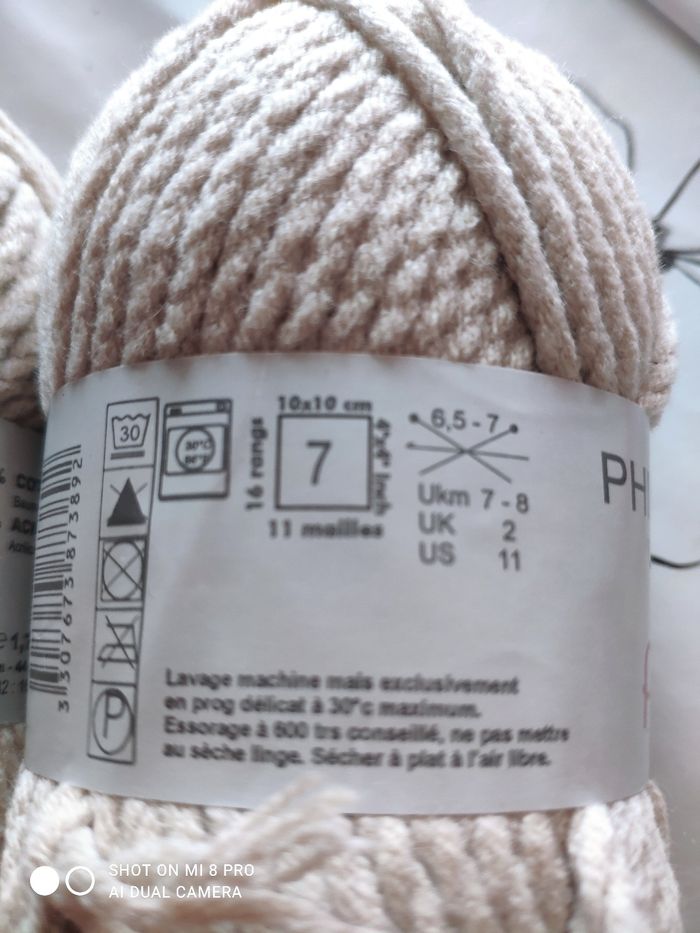 30
30°C
10x10 cm
16 rangs
7
4"x4" Inch
11 mailles
6,5 - 7
Ukm 7 - 8
UK 2
US 11
PH
P
3 307673 873892
Lavage machine mais exclusivement
en prog délicat à 30°c maximum.
Essorage à 600 trs conseillé, ne pas mettre
au sèche linge. Sécher à plat à l'air libre.
SHOT ON MI 8 PRO
AI DUAL CAMERA